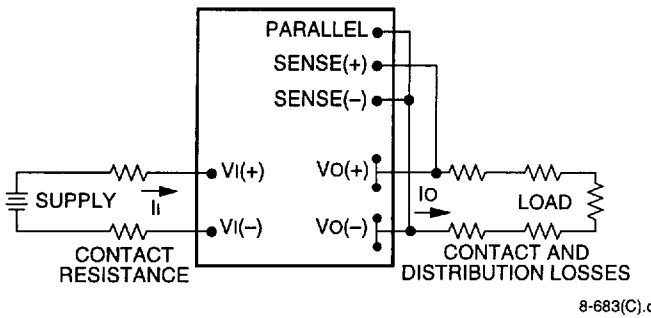 PARALLEL
SENSE(+)
SENSE(–)
VI(+)
VO(+)
SUPPLY
II
IO
LOAD
VI(–)
VO(–)
CONTACT
RESISTANCE
CONTACT AND
DISTRIBUTION LOSSES
8-683(C).